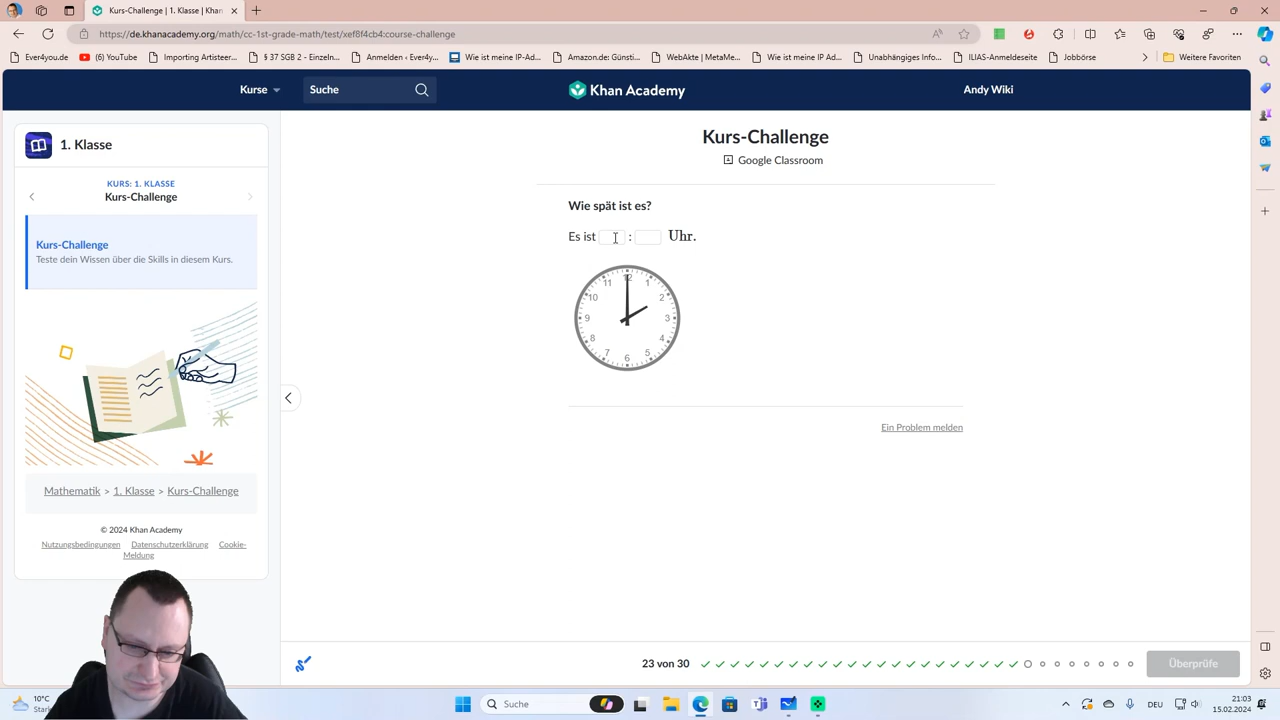 Kurs-Challenge | 1. Klasse | Khan
https://de.khanacademy.org/math/cc-1st-grade-math/test/xef8f4cb4:course-challenge
Ever4you.de
(6) YouTube
Importing Artisteer...
§ 37 SGB 2 - Einzeln...
Anmelden ‹ Ever4y...
Wie ist meine IP-Ad...
Amazon.de: Günsti...
DeepAI
BerkaWebs | MetaMe...
Wie ist meine IP-Ad...
Unabhängiges Info...
ILIAS-Anmeldeseite
Jobbörse
Weitere Favoriten
Kurse
Suche
Khan Academy
Andy Wiki
1. Klasse
KURS: 1. KLASSE
Kurs-Challenge
Kurs-Challenge
Teste dein Wissen über die Skills in diesem Kurs.
Mathematik > 1. Klasse > Kurs-Challenge
© 2024 Khan Academy
Nutzungsbedingungen Datenschutzerklärung Cookie-
Meldung
Kurs-Challenge
Google Classroom
Wie spät ist es?
Es ist : Uhr.
12
11 1
10 2
9 3
8 4
7 5
6
Ein Problem melden
23 von 30
Überprüfe
10°C
Suche
DEU
21:03
15.02.2024